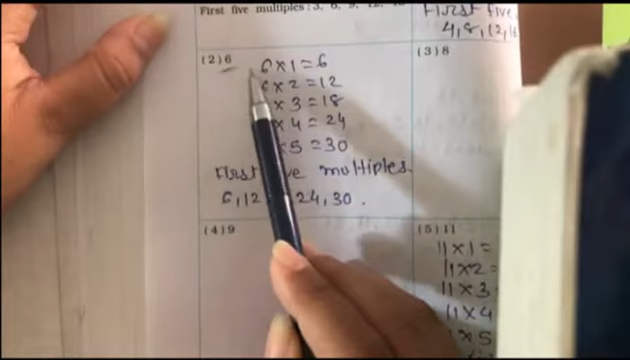 First five multiples : 3, 6, 9, 12,
First five
4, 8, 12, 16
(2) 6
6 × 1 = 6
6 × 2 = 12
× 3 = 18
× 4 = 24
× 5 = 30
First five multiples.
6, 12 24, 30 .
(3) 8
(4) 9
(5) 11
11 × 1 =
11 × 2 =
11 × 3
11 × 4
× 5